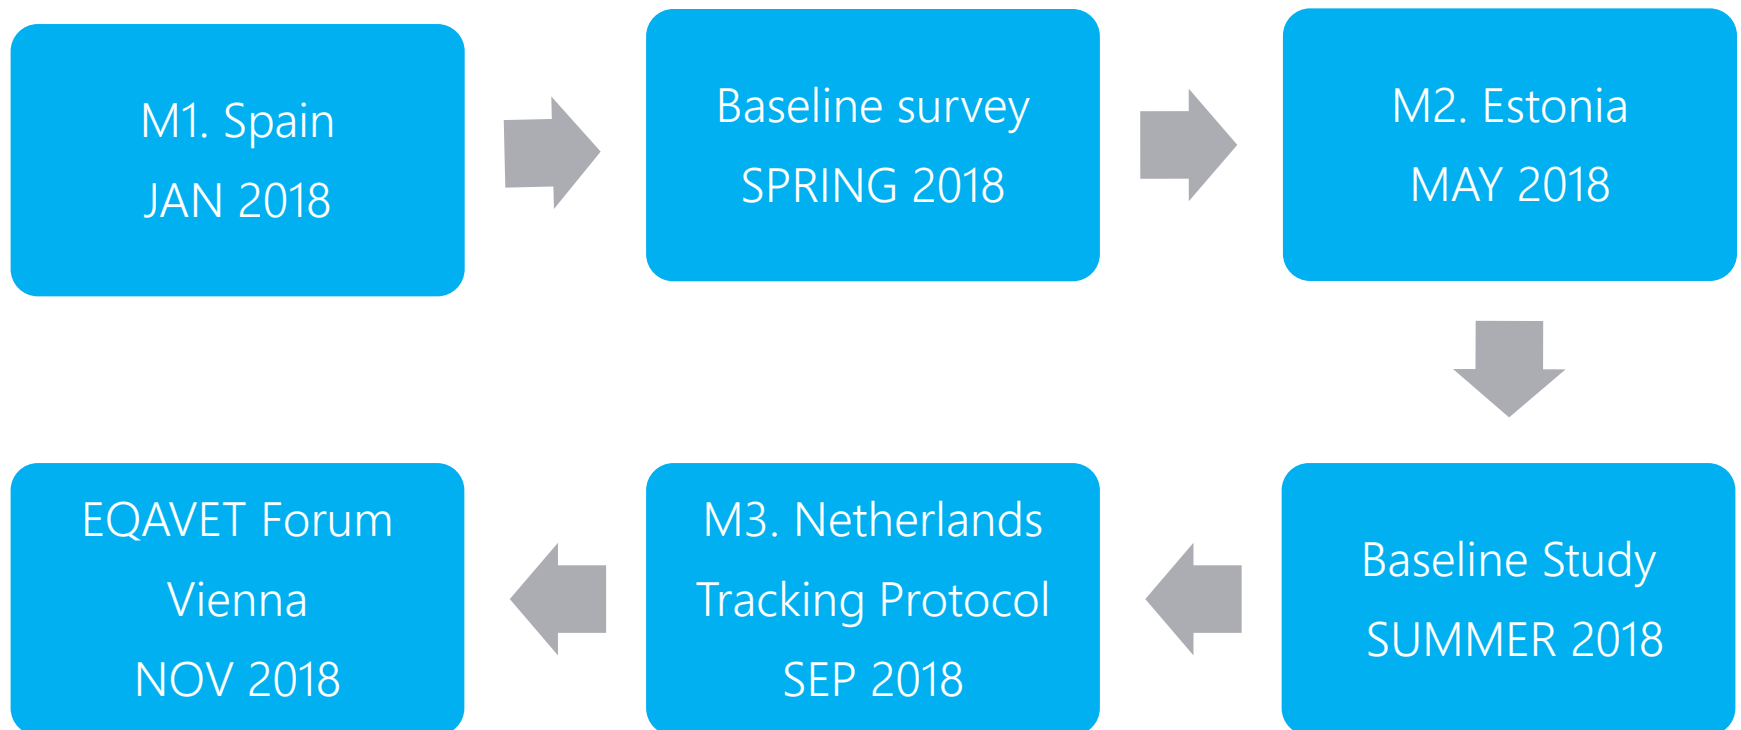 M1. Spain
JAN 2018
Baseline survey
SPRING 2018
M2. Estonia
MAY 2018
Baseline Study
SUMMER 2018
M3. Netherlands
Tracking Protocol
SEP 2018
EQAVET Forum
Vienna
NOV 2018